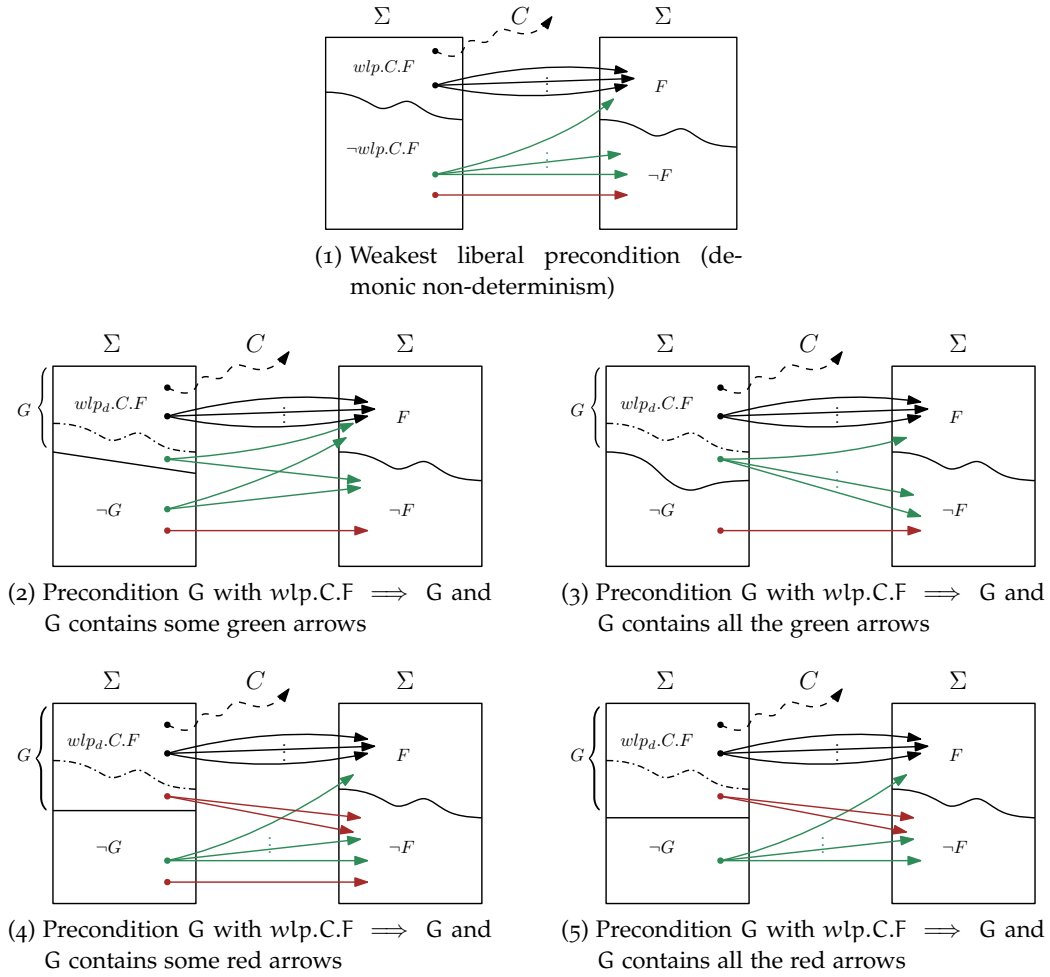 Σ C Σ
wlp.C.F
F
¬wlp.C.F
¬F
(1) Weakest liberal precondition (de-
monic non-determinism)
Σ C Σ
G wlp_d.C.F F
¬G ¬F
(2) Precondition G with wlp.C.F ⟹ G and
G contains some green arrows
Σ C Σ
G wlp_d.C.F F
¬G ¬F
(3) Precondition G with wlp.C.F ⟹ G and
G contains all the green arrows
Σ C Σ
G wlp_d.C.F F
¬G ¬F
(4) Precondition G with wlp.C.F ⟹ G and
G contains some red arrows
Σ C Σ
G wlp_d.C.F F
¬G ¬F
(5) Precondition G with wlp.C.F ⟹ G and
G contains all the red arrows